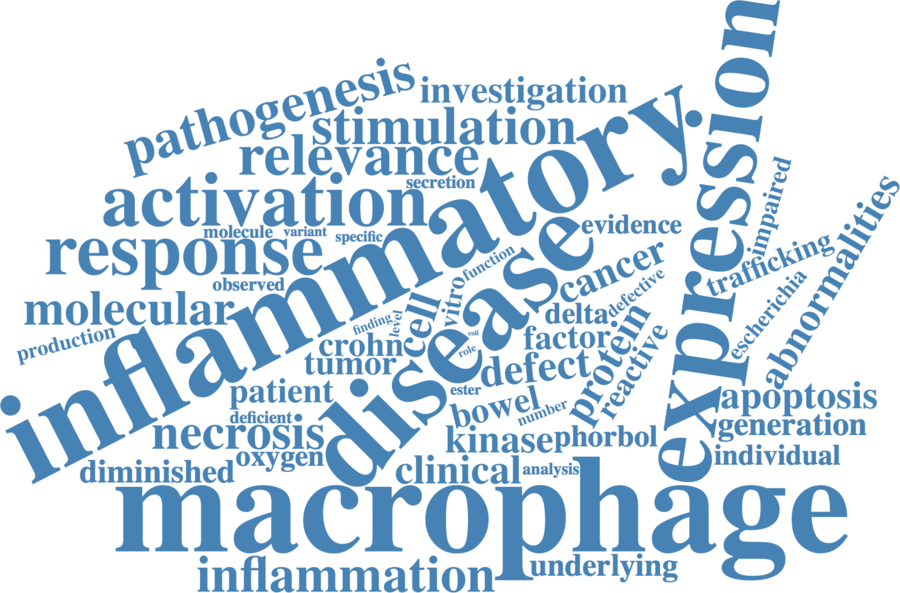 pathogenesis
investigation
stimulation
relevance
activation
secretion
inflammatory
expression
impaired
molecule
variant
specific
response
evidence
observed
function
disease
cancer
trafficking
abnormalities
molecular
vitro
defective
delta
escherichia
production
finding
level
cell
coli
role
factor
protein
reactive
crohn
tumor
defect
patient
ester
bowel
number
apoptosis
deficient
necrosis
kinase
phorbol
generation
oxygen
individual
diminished
clinical
analysis
macrophage
inflammation
underlying